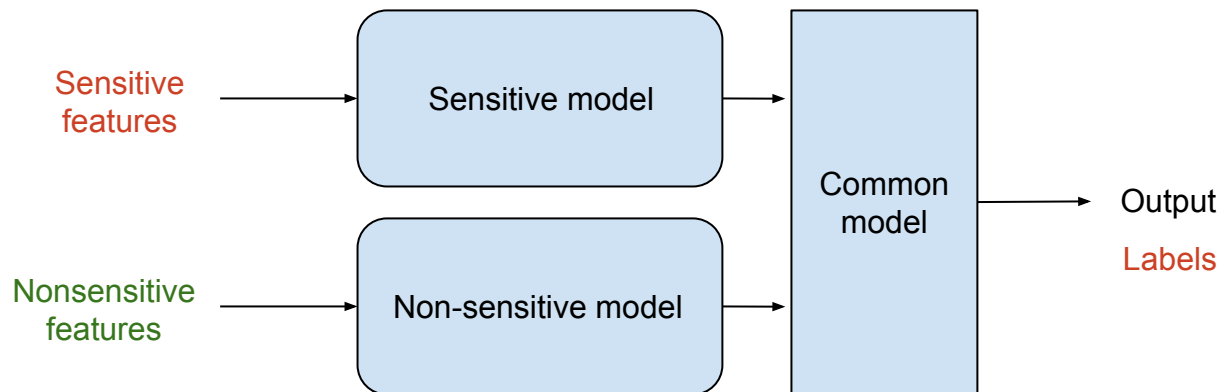 Sensitive
features
Sensitive model
Common
model
Output
Labels
Nonsensitive
features
Non-sensitive model